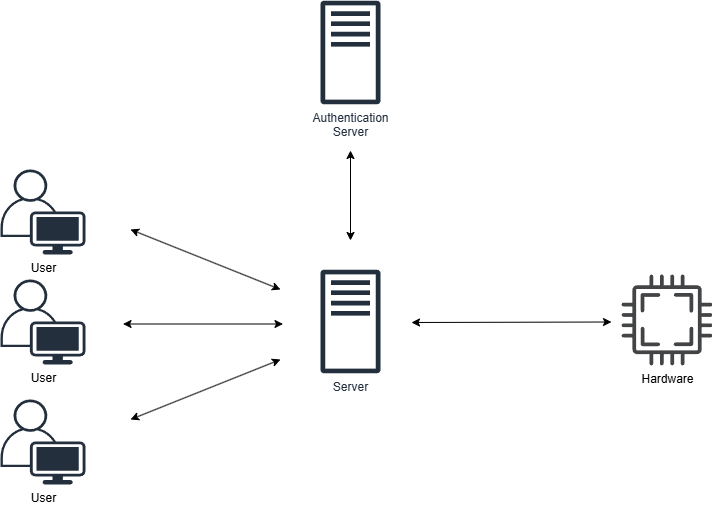 Authentication
Server
User
User
Server
Hardware
User